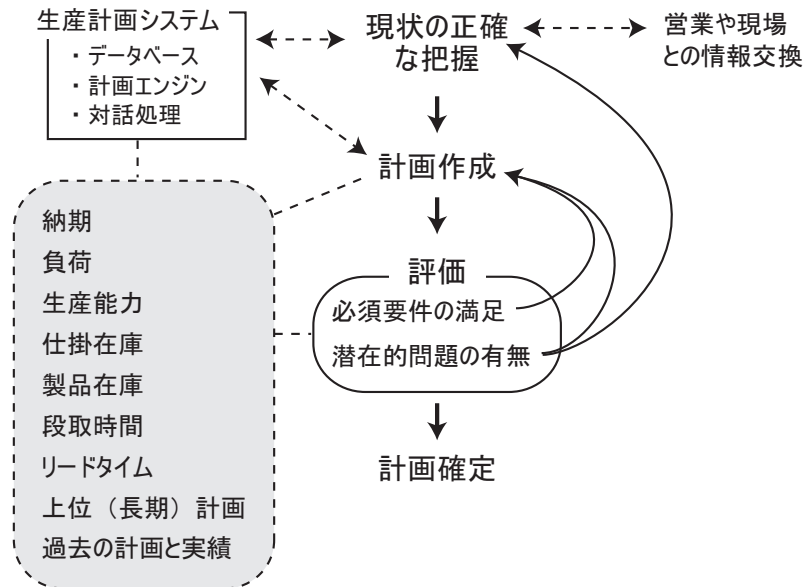 生産計画システム
・データベース
・計画エンジン
・対話処理
現状の正確
な把握
営業や現場
との情報交換
計画作成
評価
必須要件の満足
潜在的問題の有無
計画確定
納期
負荷
生産能力
仕掛在庫
製品在庫
段取時間
リードタイム
上位（長期）計画
過去の計画と実績